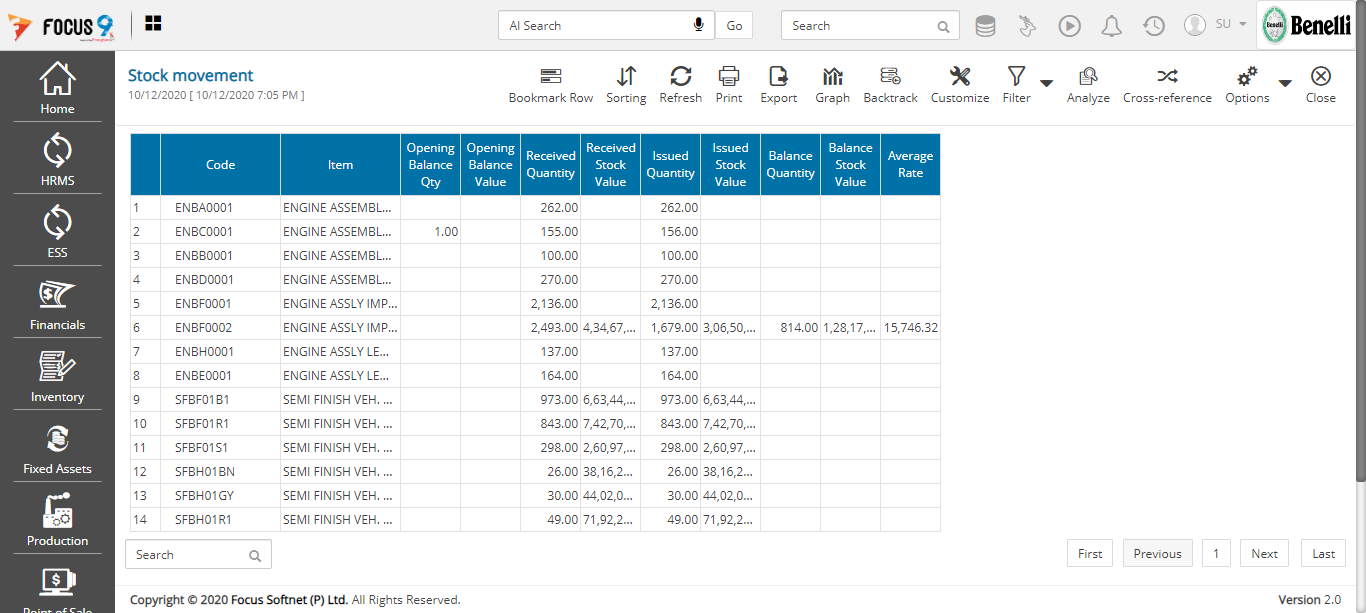 FOCUS 9
AI Search
Go
Search
SU
Benelli
Home
HRMS
ESS
Financials
Inventory
Fixed Assets
Production
Point of Sale
Stock movement
10/12/2020 [ 10/12/2020 7:05 PM ]
Bookmark Row Sorting Refresh Print Export Graph Backtrack Customize Filter Analyze Cross-reference Options Close
Code Item Opening Balance Qty Opening Balance Value Received Quantity Received Stock Value Issued Quantity Issued Stock Value Balance Quantity Balance Stock Value Average Rate
1 ENBA0001 ENGINE ASSEMBL... 262.00 262.00
2 ENBC0001 ENGINE ASSEMBL... 1.00 155.00 156.00
3 ENBB0001 ENGINE ASSEMBL... 100.00 100.00
4 ENBD0001 ENGINE ASSEMBL... 270.00 270.00
5 ENBF0001 ENGINE ASSLY IMP... 2,136.00 2,136.00
6 ENBF0002 ENGINE ASSLY IMP... 2,493.00 4,34,67,... 1,679.00 3,06,50,... 814.00 1,28,17,... 15,746.32
7 ENBH0001 ENGINE ASSLY LE... 137.00 137.00
8 ENBE0001 ENGINE ASSLY LE... 164.00 164.00
9 SFBF01B1 SEMI FINISH VEH. ... 973.00 6,63,44,... 973.00 6,63,44,...
10 SFBF01R1 SEMI FINISH VEH. ... 843.00 7,42,70,... 843.00 7,42,70,...
11 SFBF01S1 SEMI FINISH VEH. ... 298.00 2,60,97,... 298.00 2,60,97,...
12 SFBH01BN SEMI FINISH VEH. ... 26.00 38,16,2... 26.00 38,16,2...
13 SFBH01GY SEMI FINISH VEH. ... 30.00 44,02,0... 30.00 44,02,0...
14 SFBH01R1 SEMI FINISH VEH. ... 49.00 71,92,2... 49.00 71,92,2...
Search
First Previous 1 Next Last
Copyright © 2020 Focus Softnet (P) Ltd. All Rights Reserved.
Version 2.0